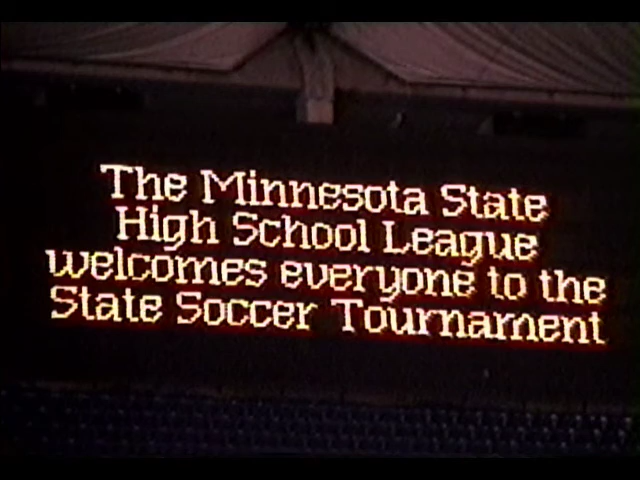 The Minnesota State
High School League
welcomes everyone to the
State Soccer Tournament